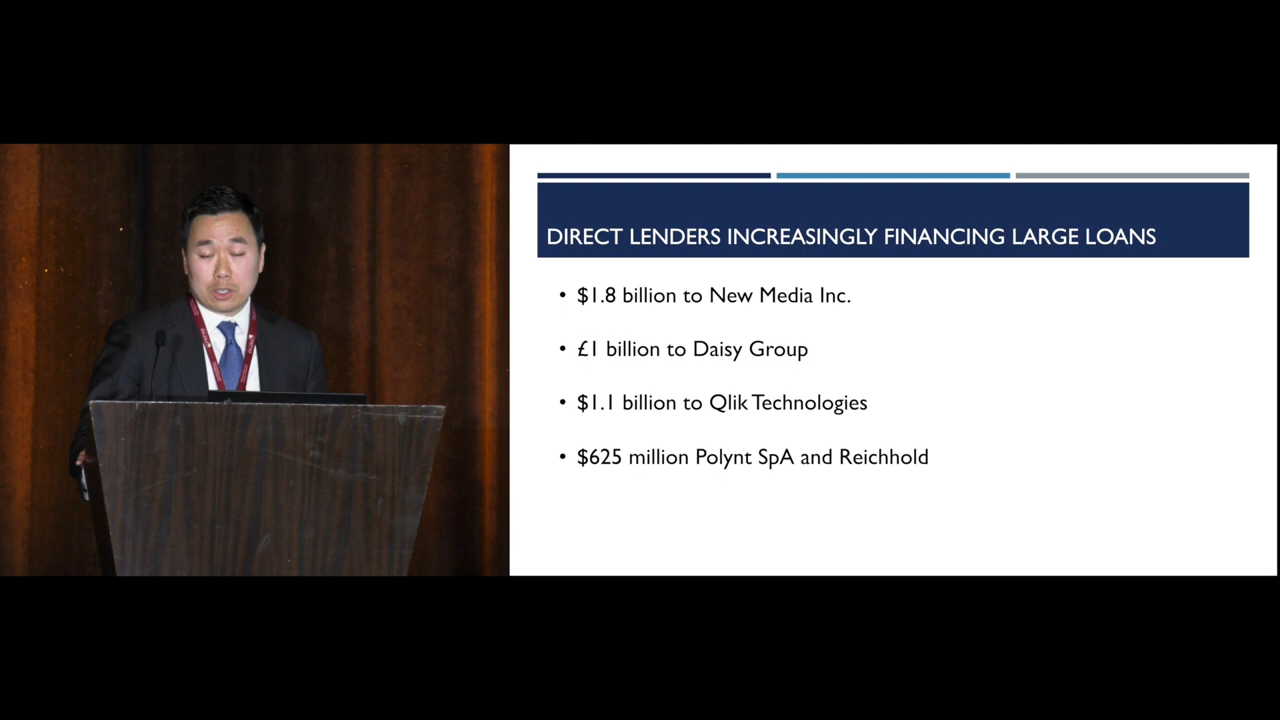 DIRECT LENDERS INCREASINGLY FINANCING LARGE LOANS
• $1.8 billion to New Media Inc.
• £1 billion to Daisy Group
• $1.1 billion to Qlik Technologies
• $625 million Polynt SpA and Reichhold